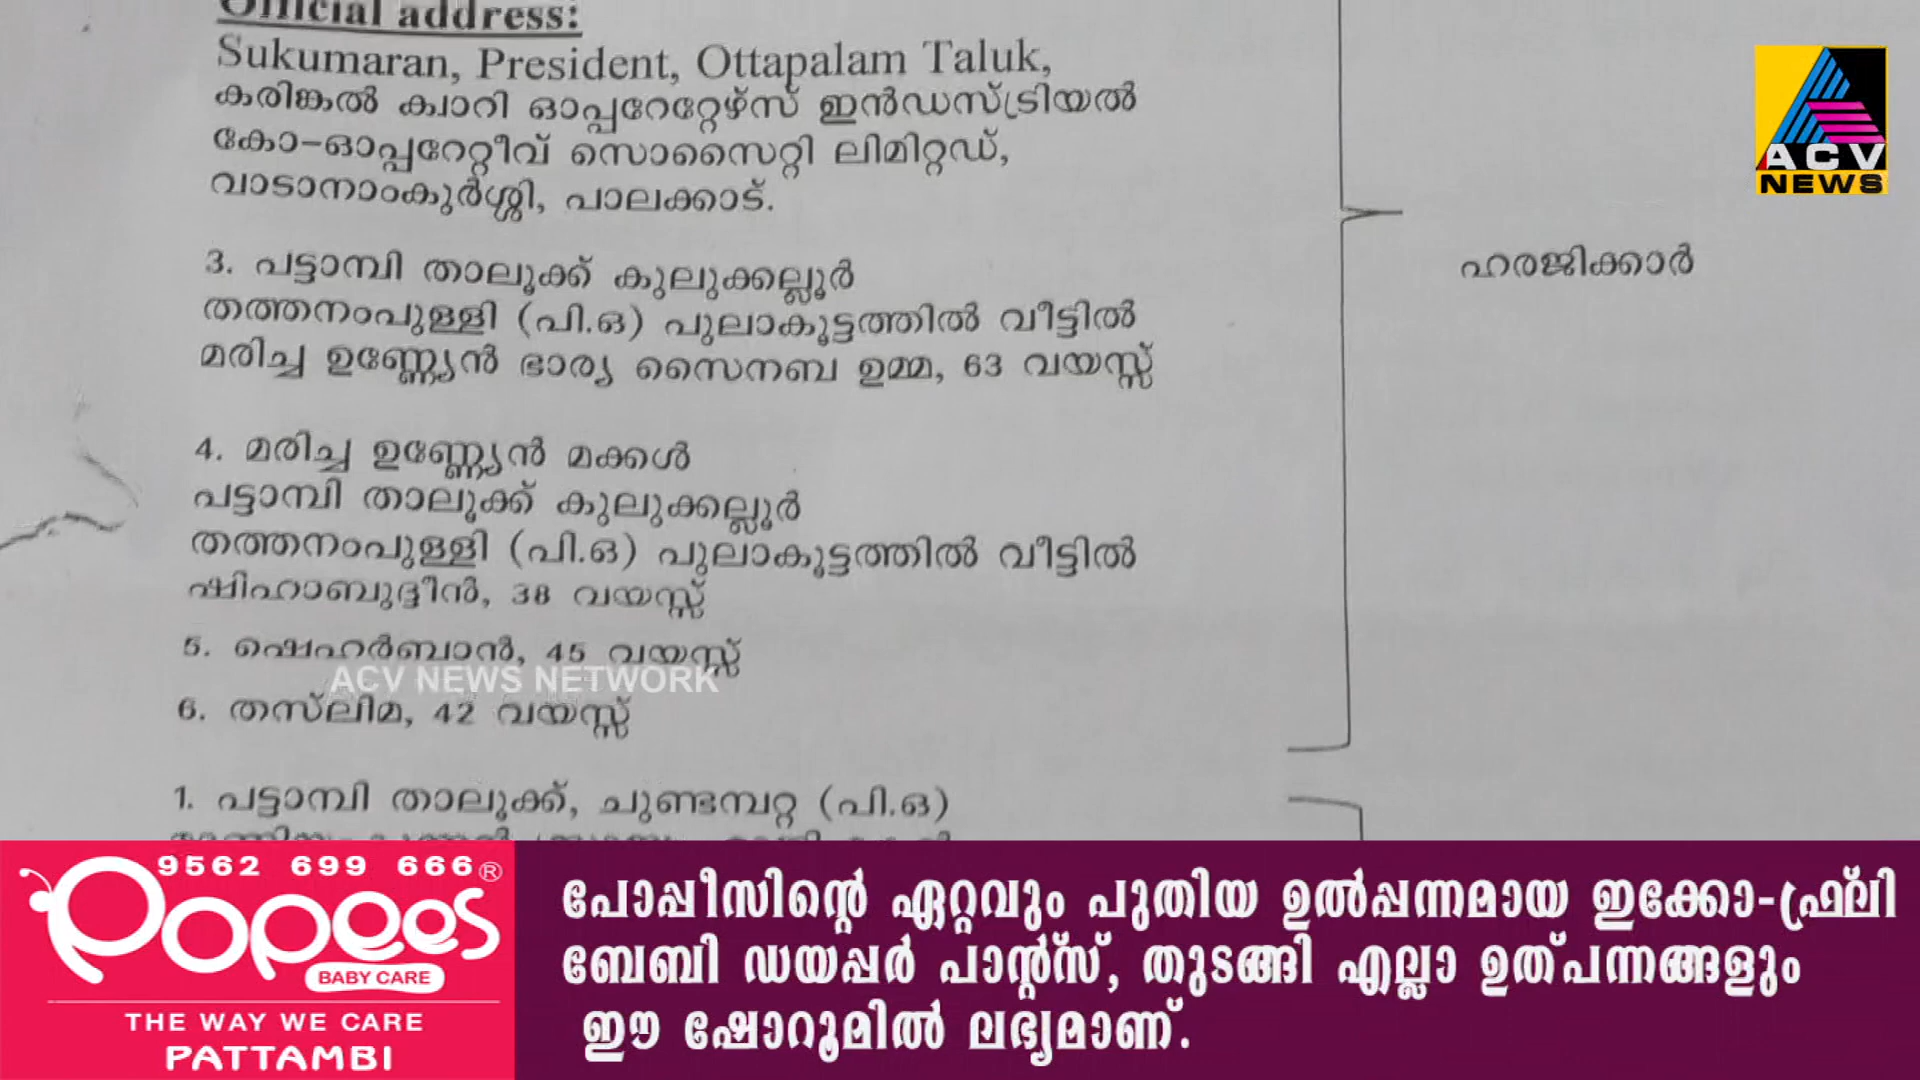 Official address:
Sukumaran, President, Ottapalam Taluk,
കരിങ്കൽ ക്വാറി ഓപ്പറേറ്റേഴ്സ് ഇൻഡസ്ട്രിയൽ
കോ-ഓപ്പറേറ്റീവ് സൊസൈറ്റി ലിമിറ്റഡ്,
വാടാനാംകുർശ്ശി, പാലക്കാട്.
ഹരജിക്കാർ
3. പട്ടാമ്പി താലൂക്ക് കുലുക്കല്ലൂർ
തത്തനംപുള്ളി (പി.ഒ) പുലാകൂട്ടത്തിൽ വീട്ടിൽ
മരിച്ച ഉണ്ണ്യേൻ ഭാര്യ സൈനബ ഉമ്മ, 63 വയസ്സ്
4. മരിച്ച ഉണ്ണ്യേൻ മക്കൾ
പട്ടാമ്പി താലൂക്ക് കുലുക്കല്ലൂർ
തത്തനംപുള്ളി (പി.ഒ) പുലാകൂട്ടത്തിൽ വീട്ടിൽ
ഷിഹാബുദ്ദീൻ, 38 വയസ്സ്
5. ഷെഹർബാൻ, 45 വയസ്സ്
6. തസ്ലീമ, 42 വയസ്സ്
1. പട്ടാമ്പി താലൂക്ക്, ചുണ്ടമ്പറ്റ (പി.ഒ)
ACV NEWS NETWORK
ACV
NEWS
9562 699 666
Popees®
BABY CARE
THE WAY WE CARE
PATTAMBI
പോപ്പീസിന്റെ ഏറ്റവും പുതിയ ഉൽപ്പന്നമായ ഇക്കോ-ഫ്രീലി
ബേബി ഡയപ്പർ പാന്റ്സ്, തുടങ്ങി എല്ലാ ഉത്പന്നങ്ങളും
ഈ ഷോറൂമിൽ ലഭ്യമാണ്.